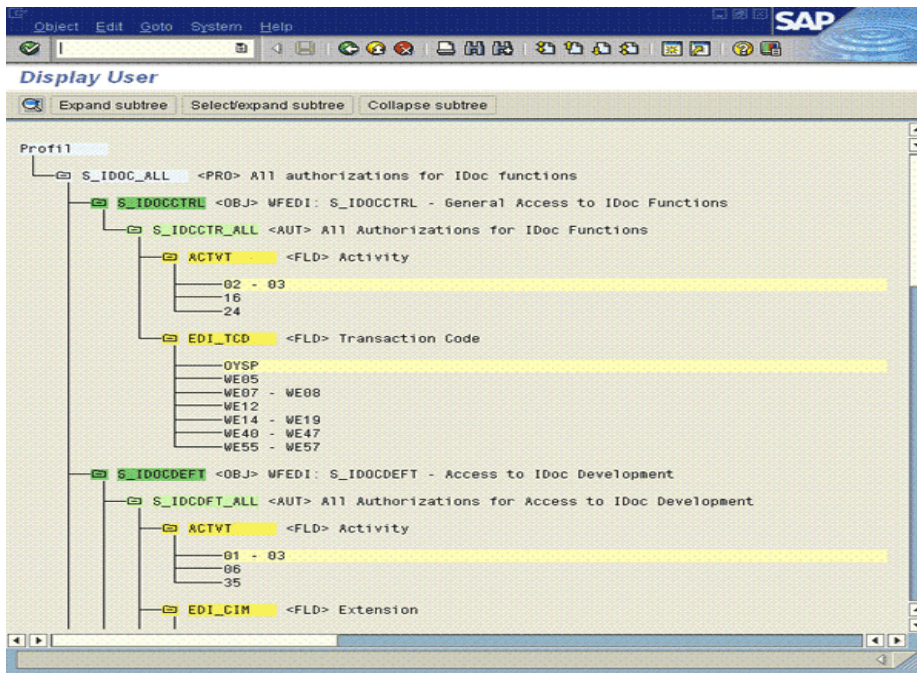 Object Edit Goto System Help
SAP
Display User
Expand subtree Select/expand subtree Collapse subtree
Profil
S_IDOC_ALL <PRO> All authorizations for IDoc functions
S_IDOCCTRL <OBJ> WFEDI: S_IDOCCTRL - General Access to IDoc Functions
S_IDCCTR_ALL <AUT> All Authorizations for IDoc Functions
ACTVT <FLD> Activity
02 - 03
16
24
EDI_TCD <FLD> Transaction Code
OYSP
WE05
WE07 - WE08
WE12
WE14 - WE19
WE40 - WE47
WE55 - WE57
S_IDOCDEFT <OBJ> WFEDI: S_IDOCDEFT - Access to IDoc Development
S_IDCDFT_ALL <AUT> All Authorizations for Access to IDoc Development
ACTVT <FLD> Activity
01 - 03
06
35
EDI_CIM <FLD> Extension